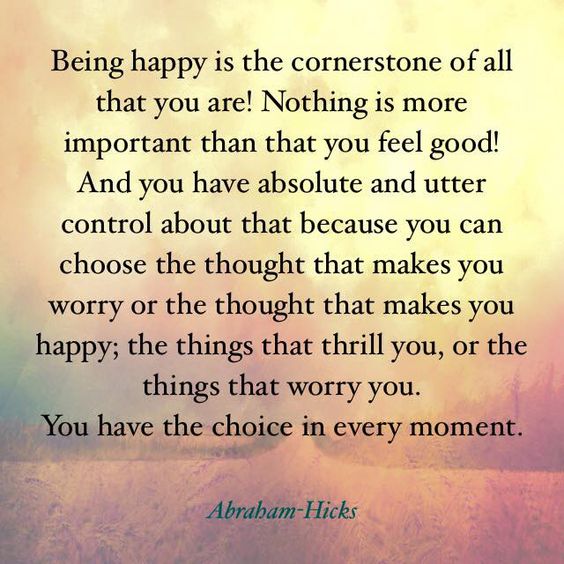 Being happy is the cornerstone of all
that you are! Nothing is more
important than that you feel good!
And you have absolute and utter
control about that because you can
choose the thought that makes you
worry or the thought that makes you
happy; the things that thrill you, or the
things that worry you.
You have the choice in every moment.
Abraham-Hicks